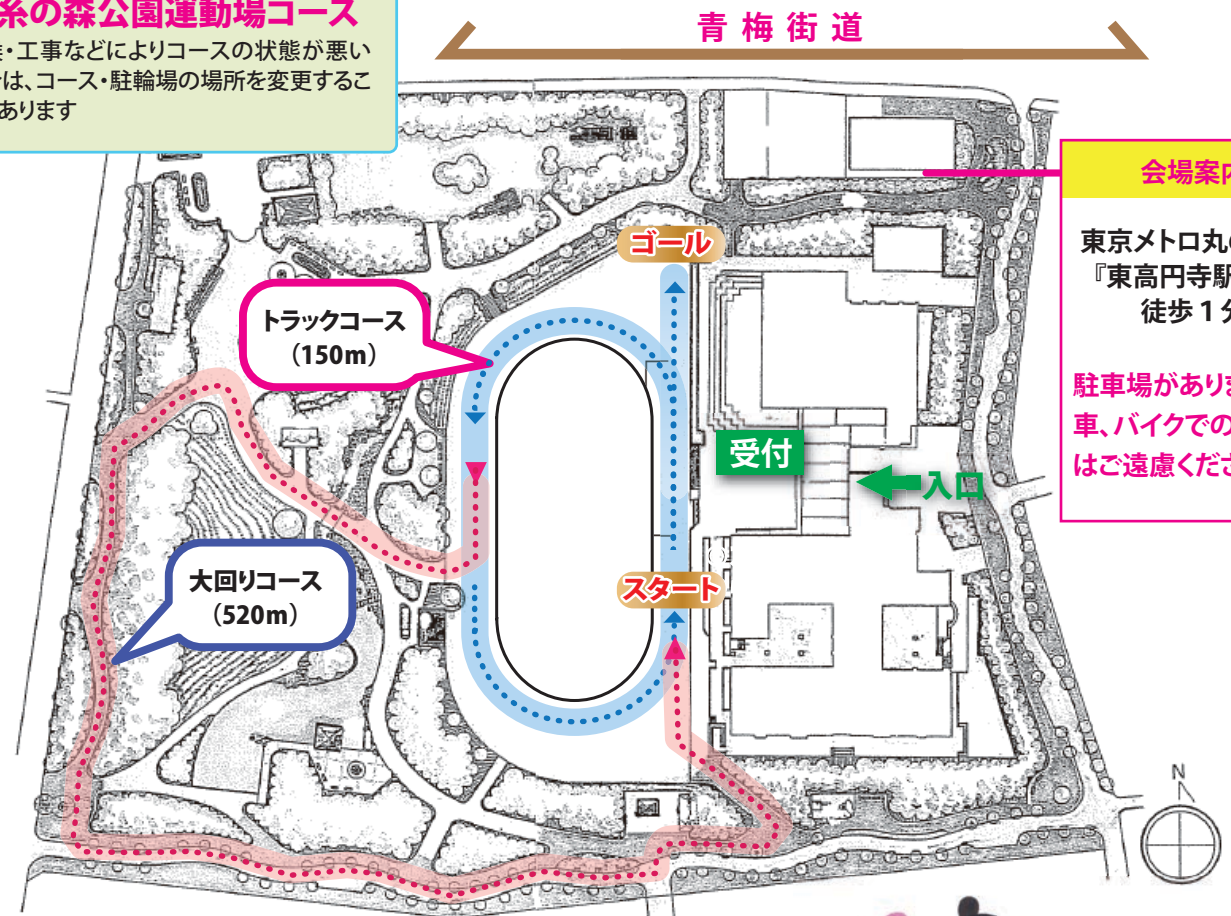 糸の森公園運動場コース
・工事などによりコースの状態が悪い
は、コース・駐輪場の場所を変更するこ
あります
青梅街道
会場案内
東京メトロ丸の
『東高円寺駅
徒歩1分
駐車場がありま
車、バイクでの
はご遠慮くださ
ゴール
トラックコース
（150m）
受付
入口
大回りコース
（520m）
スタート
N